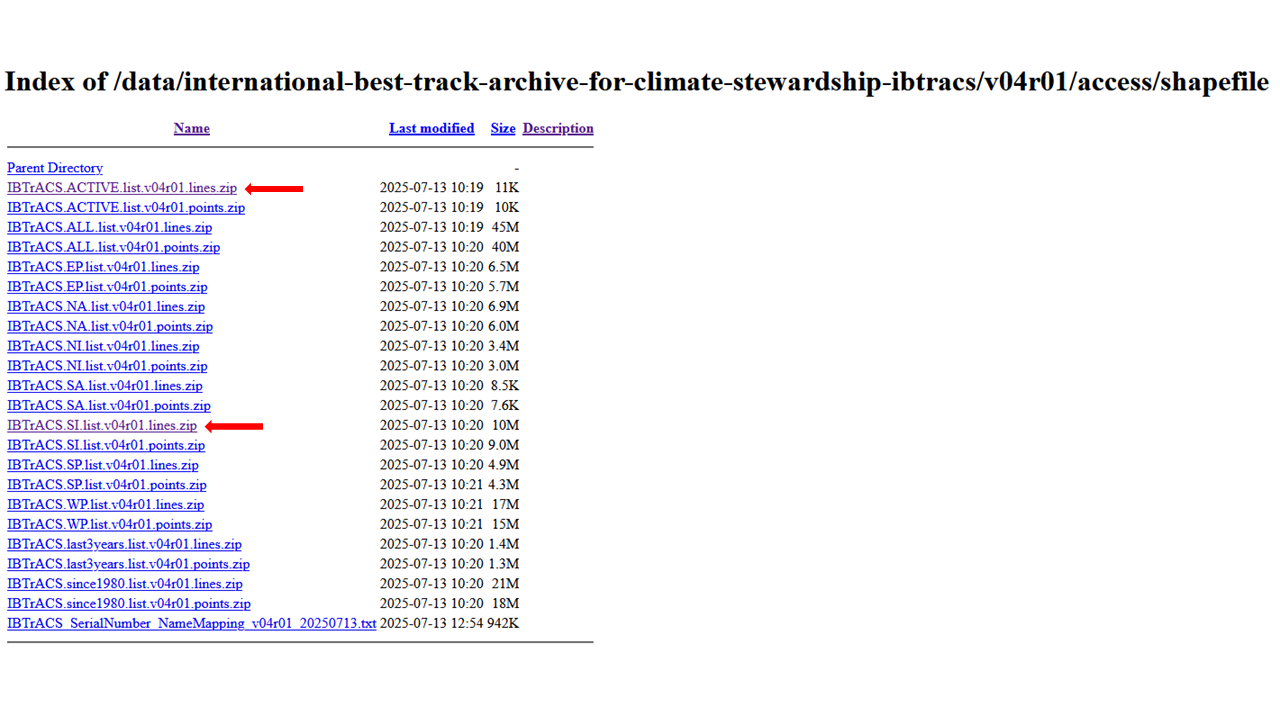 Index of /data/international-best-track-archive-for-climate-stewardship-ibtracs/v04r01/access/shapefile
Name Last modified Size Description
Parent Directory -
IBTrACS.ACTIVE.list.v04r01.lines.zip 2025-07-13 10:19 11K
IBTrACS.ACTIVE.list.v04r01.points.zip 2025-07-13 10:19 10K
IBTrACS.ALL.list.v04r01.lines.zip 2025-07-13 10:19 45M
IBTrACS.ALL.list.v04r01.points.zip 2025-07-13 10:20 40M
IBTrACS.EP.list.v04r01.lines.zip 2025-07-13 10:20 6.5M
IBTrACS.EP.list.v04r01.points.zip 2025-07-13 10:20 5.7M
IBTrACS.NA.list.v04r01.lines.zip 2025-07-13 10:20 6.9M
IBTrACS.NA.list.v04r01.points.zip 2025-07-13 10:20 6.0M
IBTrACS.NI.list.v04r01.lines.zip 2025-07-13 10:20 3.4M
IBTrACS.NI.list.v04r01.points.zip 2025-07-13 10:20 3.0M
IBTrACS.SA.list.v04r01.lines.zip 2025-07-13 10:20 8.5K
IBTrACS.SA.list.v04r01.points.zip 2025-07-13 10:20 7.6K
IBTrACS.SI.list.v04r01.lines.zip 2025-07-13 10:20 10M
IBTrACS.SI.list.v04r01.points.zip 2025-07-13 10:20 9.0M
IBTrACS.SP.list.v04r01.lines.zip 2025-07-13 10:20 4.9M
IBTrACS.SP.list.v04r01.points.zip 2025-07-13 10:21 4.3M
IBTrACS.WP.list.v04r01.lines.zip 2025-07-13 10:21 17M
IBTrACS.WP.list.v04r01.points.zip 2025-07-13 10:21 15M
IBTrACS.last3years.list.v04r01.lines.zip 2025-07-13 10:20 1.4M
IBTrACS.last3years.list.v04r01.points.zip 2025-07-13 10:20 1.3M
IBTrACS.since1980.list.v04r01.lines.zip 2025-07-13 10:20 21M
IBTrACS.since1980.list.v04r01.points.zip 2025-07-13 10:20 18M
IBTrACS_SerialNumber_NameMapping_v04r01_20250713.txt 2025-07-13 12:54 942K